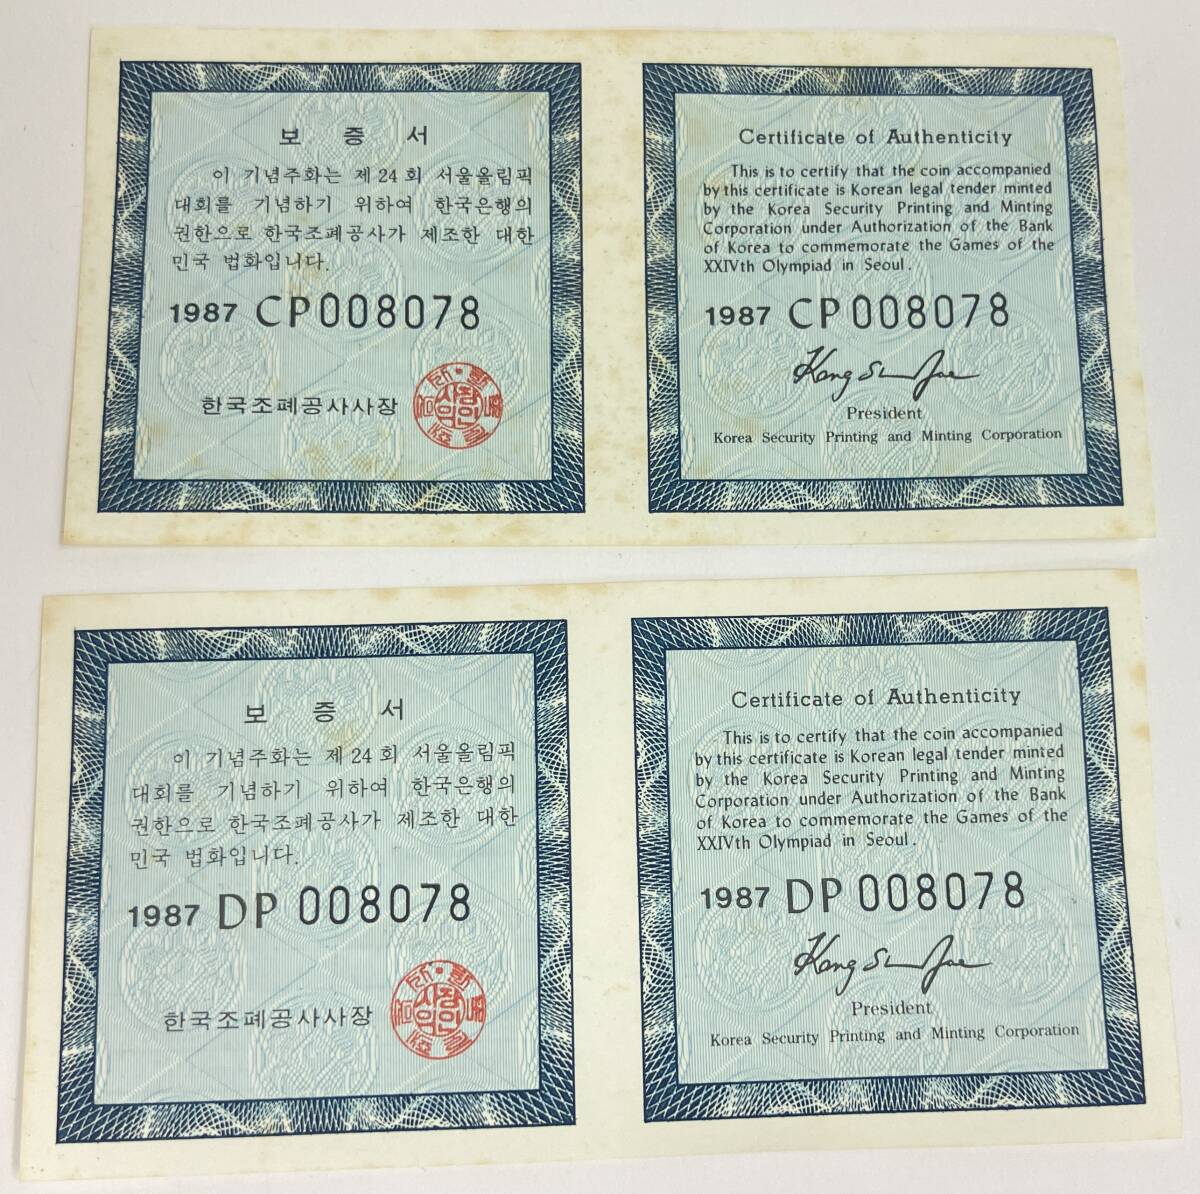 보 증 서
이 기념주화는 제24회 서울올림픽
대회를 기념하기 위하여 한국은행의
권한으로 한국조폐공사가 제조한 대한
민국 법화입니다.
1987 CP008078
한국조폐공사사장
Certificate of Authenticity
This is to certify that the coin accompanied
by this certificate is Korean legal tender minted
by the Korea Security Printing and Minting
Corporation under Authorization of the Bank
of Korea to commemorate the Games of the
XXIVth Olympiad in Seoul.
1987 CP008078
President
Korea Security Printing and Minting Corporation
보 증 서
이 기념주화는 제24회 서울올림픽
대회를 기념하기 위하여 한국은행의
권한으로 한국조폐공사가 제조한 대한
민국 법화입니다.
1987 DP 008078
한국조폐공사사장
Certificate of Authenticity
This is to certify that the coin accompanied
by this certificate is Korean legal tender minted
by the Korea Security Printing and Minting
Corporation under Authorization of the Bank
of Korea to commemorate the Games of the
XXIVth Olympiad in Seoul.
1987 DP 008078
President
Korea Security Printing and Minting Corporation